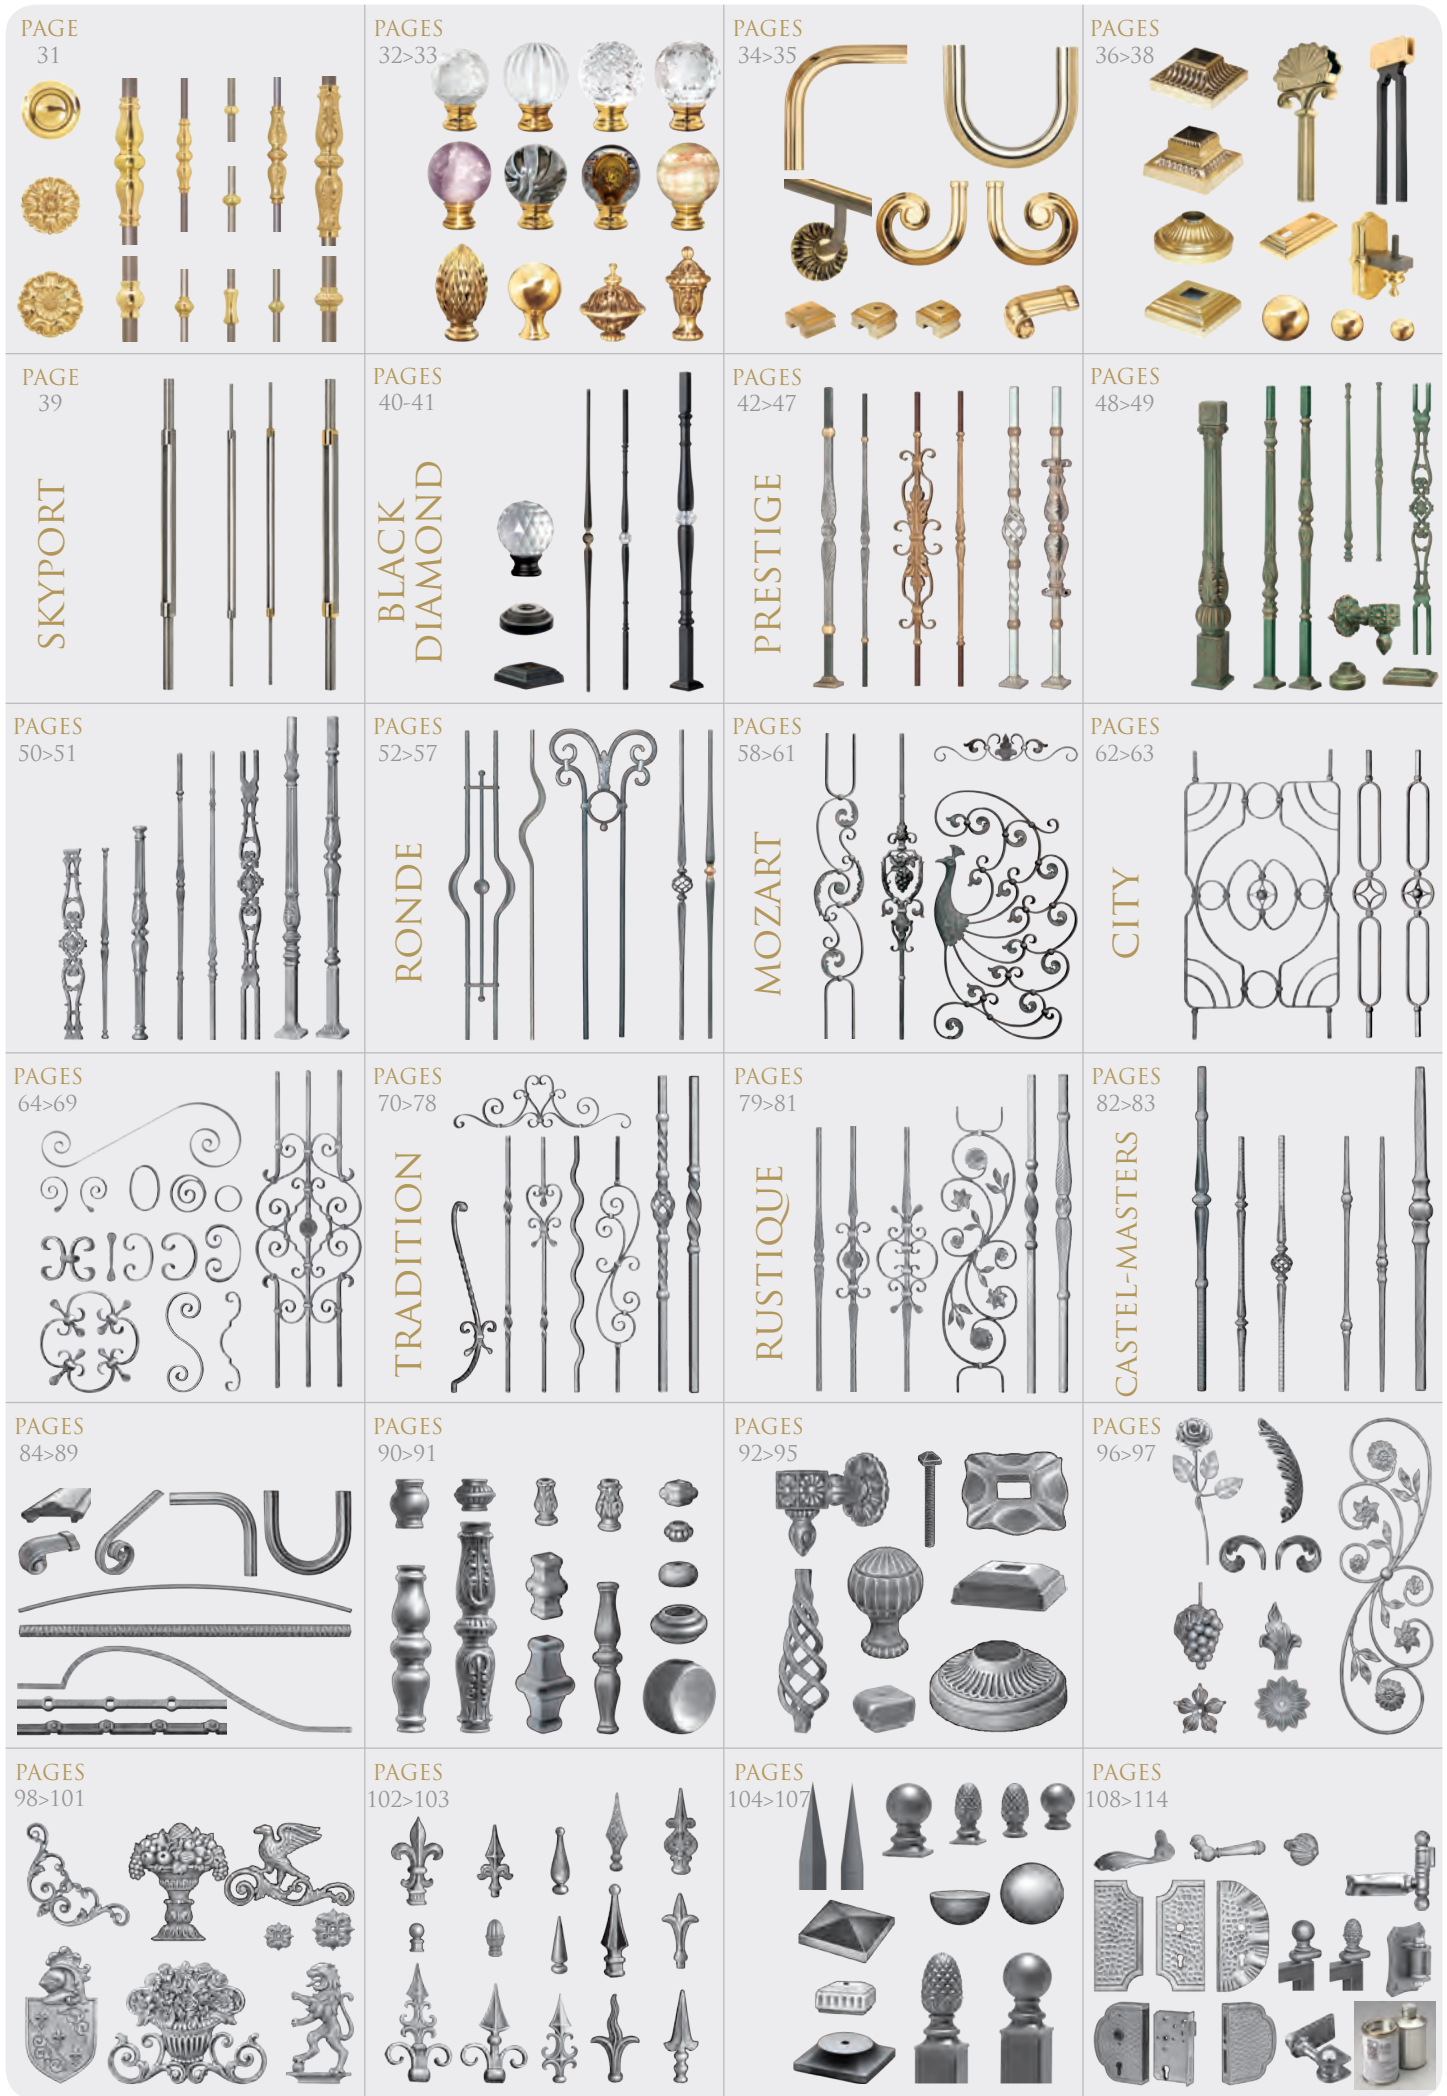 PAGE
31
PAGES
32>33
PAGES
34>35
PAGES
36>38
PAGE
39
SKYPORT
PAGES
40-41
BLACK
DIAMOND
PAGES
42>47
PRESTIGE
PAGES
48>49
PAGES
50>51
PAGES
52>57
RONDE
PAGES
58>61
MOZART
PAGES
62>63
CITY
PAGES
64>69
PAGES
70>78
TRADITION
PAGES
79>81
RUSTIQUE
PAGES
82>83
CASTEL-MASTERS
PAGES
84>89
PAGES
90>91
PAGES
92>95
PAGES
96>97
PAGES
98>101
PAGES
102>103
PAGES
104>107
PAGES
108>114